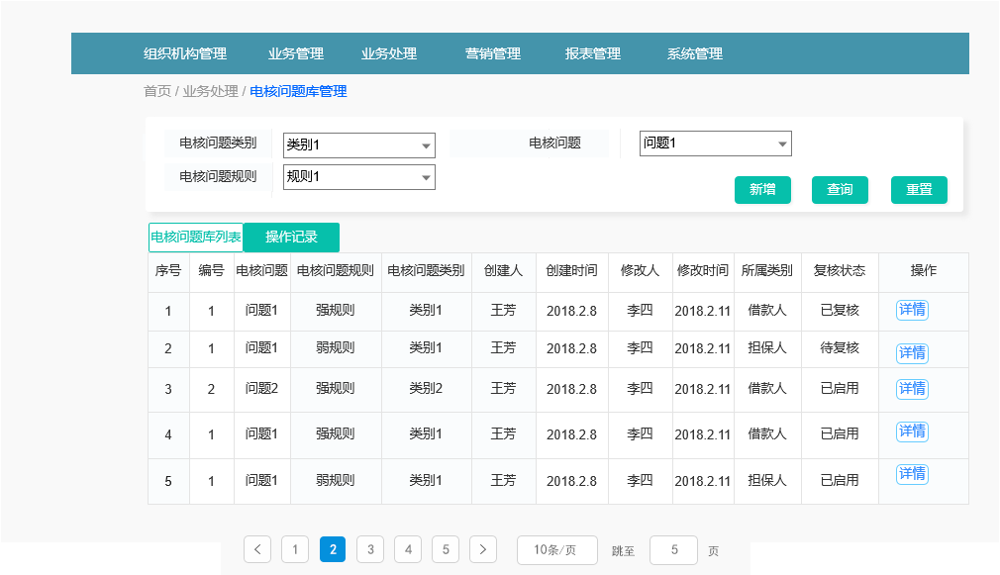 组织机构管理 业务管理 业务处理 营销管理 报表管理 系统管理
首页 / 业务处理 / 电核问题库管理
电核问题类别 类别1 电核问题 问题1
电核问题规则 规则1
新增 查询 重置
电核问题库列表 操作记录
序号 编号 电核问题 电核问题规则 电核问题类别 创建人 创建时间 修改人 修改时间 所属类别 复核状态 操作
1 1 问题1 强规则 类别1 王芳 2018.2.8 李四 2018.2.11 借款人 已复核 详情
2 1 问题1 弱规则 类别1 王芳 2018.2.8 李四 2018.2.11 担保人 待复核 详情
3 2 问题2 强规则 类别2 王芳 2018.2.8 李四 2018.2.11 借款人 已启用 详情
4 1 问题1 强规则 类别1 王芳 2018.2.8 李四 2018.2.11 借款人 已启用 详情
5 1 问题1 弱规则 类别1 王芳 2018.2.8 李四 2018.2.11 担保人 已启用 详情
< 1 2 3 4 5 > 10条/页 跳至 5 页